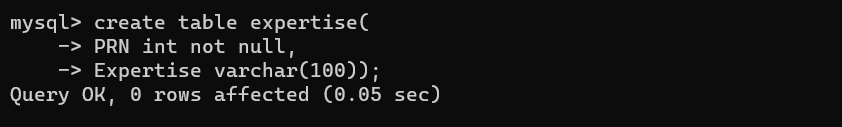 mysql> create table expertise(
    -> PRN int not null,
    -> Expertise varchar(100));
Query OK, 0 rows affected (0.05 sec)